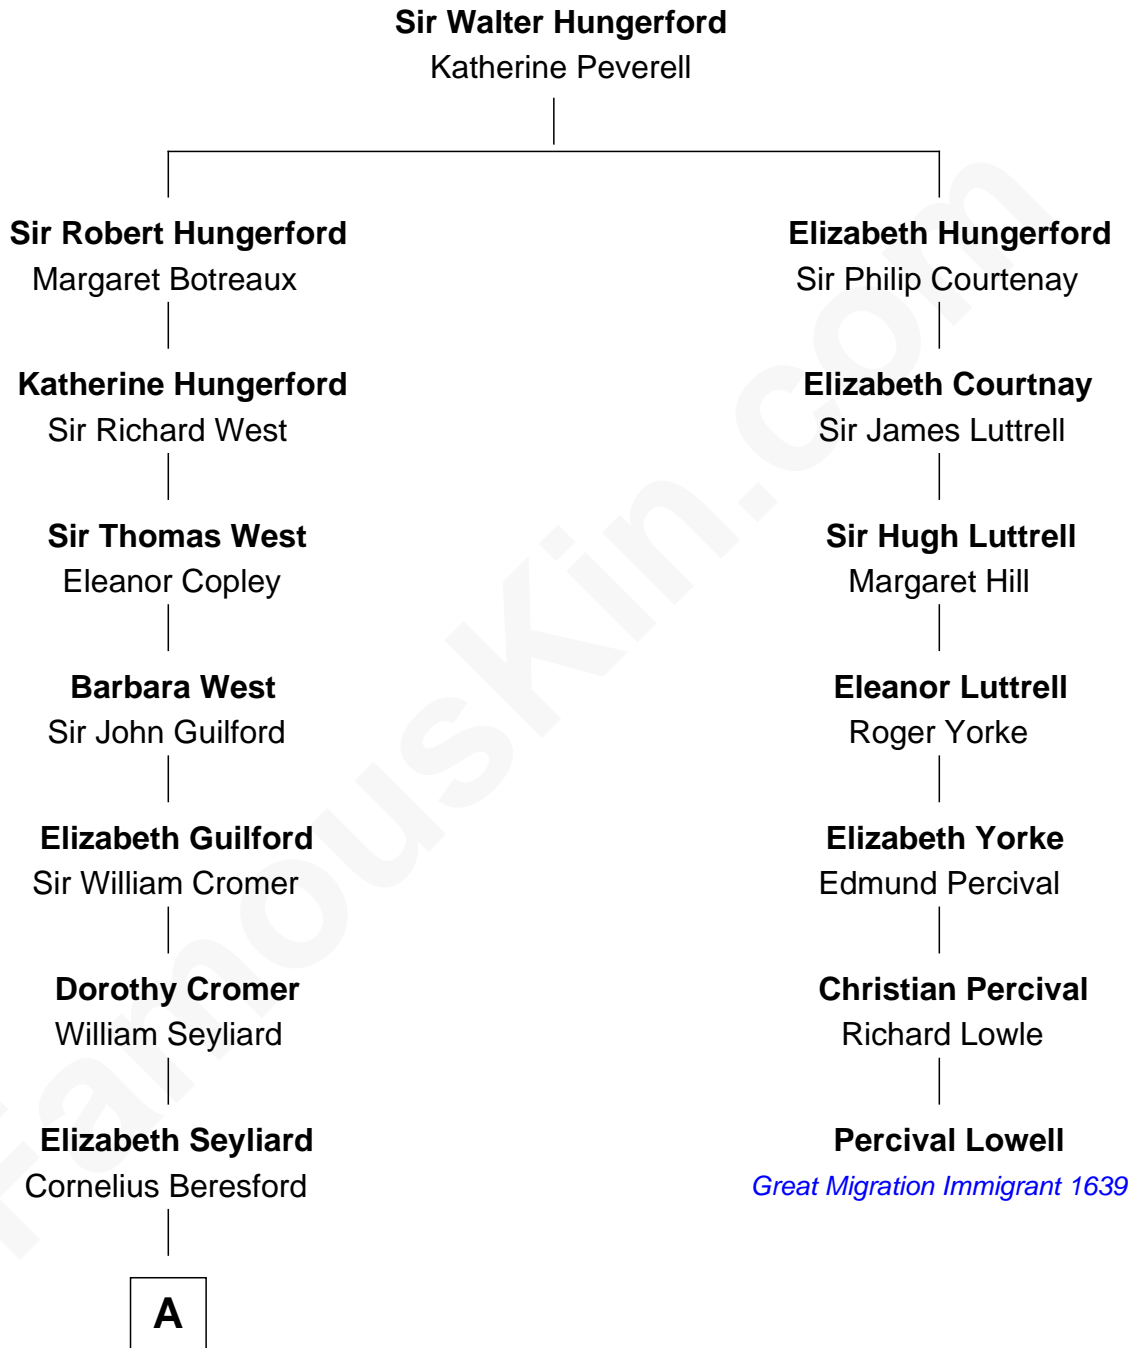 Sir Walter Hungerford
Katherine Peverell
Sir Robert Hungerford
Margaret Botreaux
Elizabeth Hungerford
Sir Philip Courtenay
Katherine Hungerford
Sir Richard West
Elizabeth Courtnay
Sir James Luttrell
Sir Thomas West
Eleanor Copley
Sir Hugh Luttrell
Margaret Hill
Barbara West
Sir John Guilford
Eleanor Luttrell
Roger Yorke
Elizabeth Guilford
Sir William Cromer
Elizabeth Yorke
Edmund Percival
Dorothy Cromer
William Seyliard
Christian Percival
Richard Lowle
Elizabeth Seyliard
Cornelius Beresford
Percival Lowell
Great Migration Immigrant 1639
A
FamousKin.com